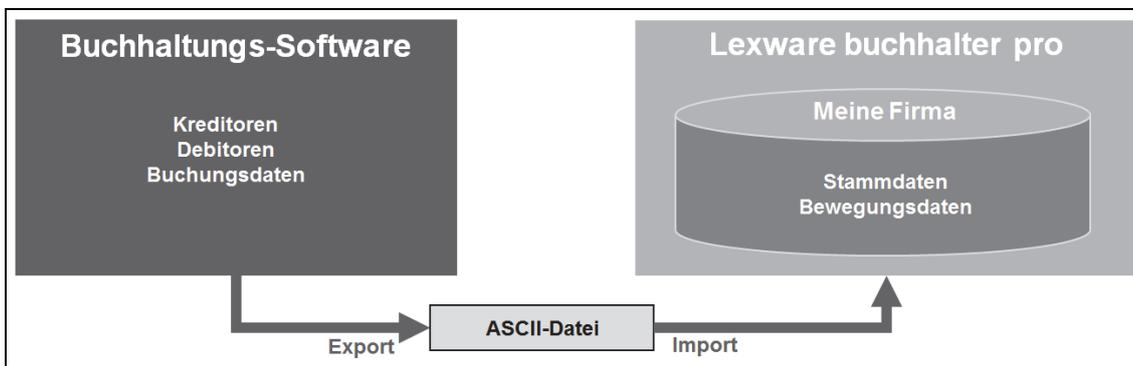 Buchhaltungs-Software
Kreditoren
Debitoren
Buchungsdaten
Lexware buchhalter pro
Meine Firma
Stammdaten
Bewegungsdaten
Export
ASCII-Datei
Import